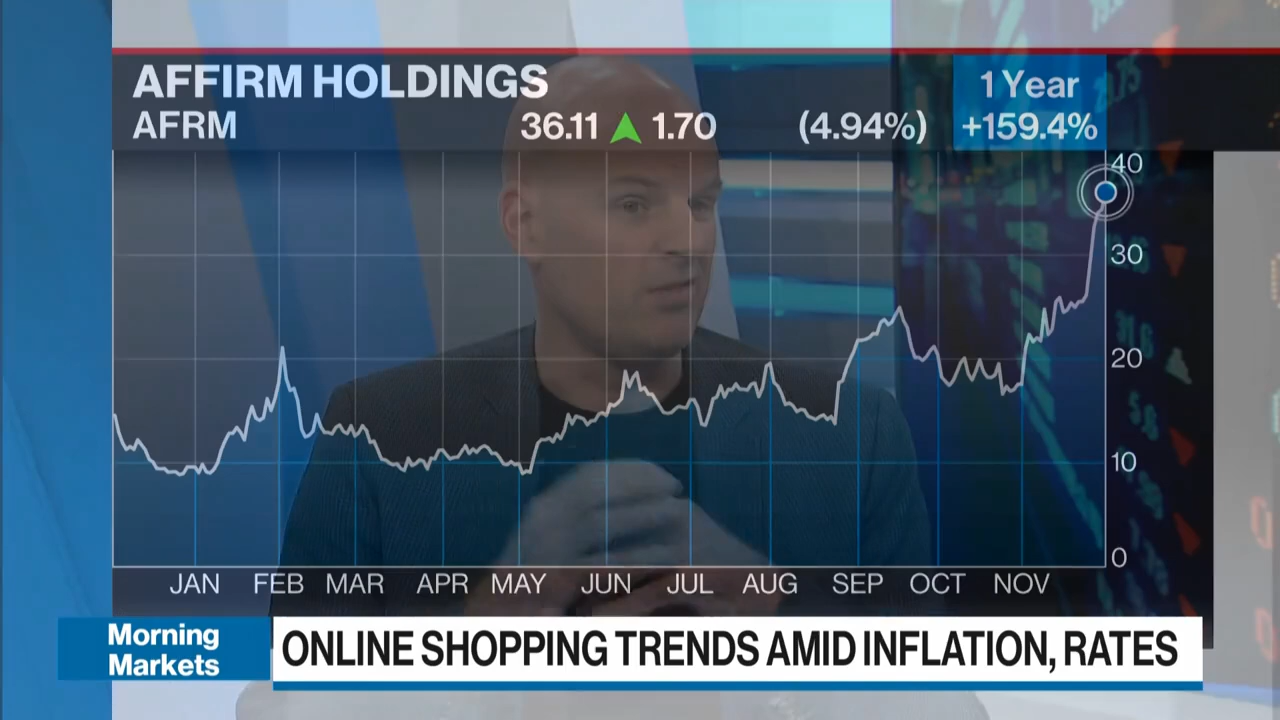 AFFIRM HOLDINGS
AFRM 36.11 ▲ 1.70 (4.94%)
1 Year
+159.4%
40
30
20
10
0
JAN FEB MAR APR MAY JUN JUL AUG SEP OCT NOV
Morning
Markets
ONLINE SHOPPING TRENDS AMID INFLATION, RATES